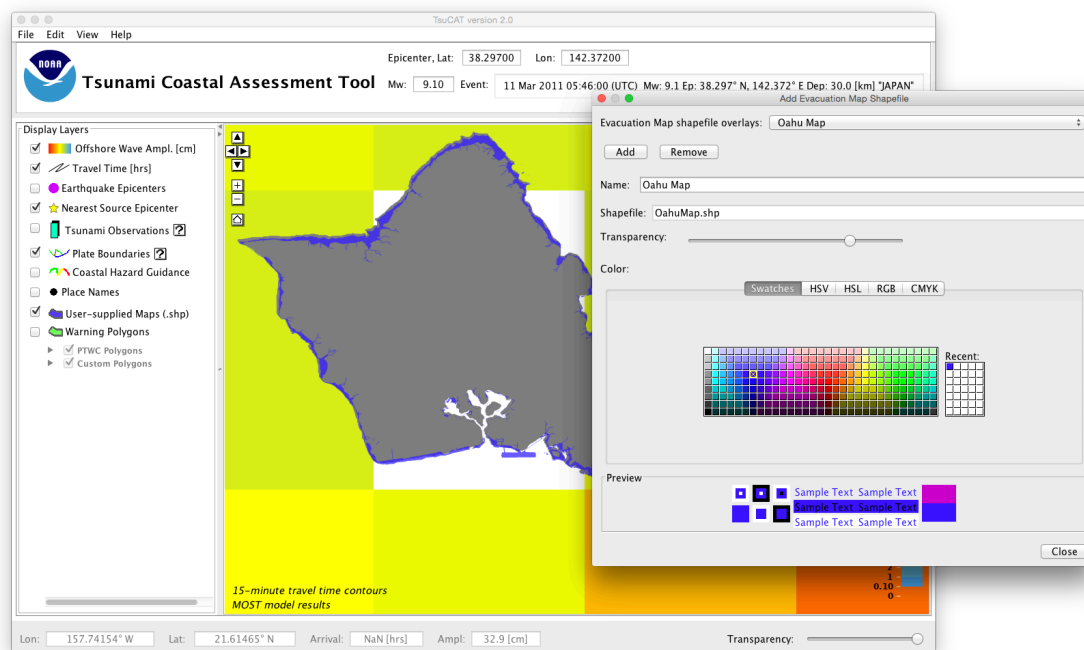 TsuCAT version 2.0
File Edit View Help
NOAA
Tsunami Coastal Assessment Tool
Epicenter, Lat: 38.29700 Lon: 142.37200
Mw: 9.10 Event: 11 Mar 2011 05:46:00 (UTC) Mw: 9.1 Ep: 38.297° N, 142.372° E Dep: 30.0 [km] "JAPAN"
Display Layers
Offshore Wave Ampl. [cm]
Travel Time [hrs]
Earthquake Epicenters
Nearest Source Epicenter
Tsunami Observations ?
Plate Boundaries ?
Coastal Hazard Guidance
Place Names
User-supplied Maps (.shp)
Warning Polygons
PTWC Polygons
Custom Polygons
15-minute travel time contours
MOST model results
2
1
0.10
0
Add Evacuation Map Shapefile
Evacuation Map shapefile overlays: Oahu Map
Add Remove
Name: Oahu Map
Shapefile: OahuMap.shp
Transparency:
Color:
Swatches HSV HSL RGB CMYK
Recent:
Preview
Sample Text Sample Text
Sample Text Sample Text
Sample Text Sample Text
Close
Lon: 157.74154° W Lat: 21.61465° N Arrival: NaN [hrs] Ampl: 32.9 [cm] Transparency: